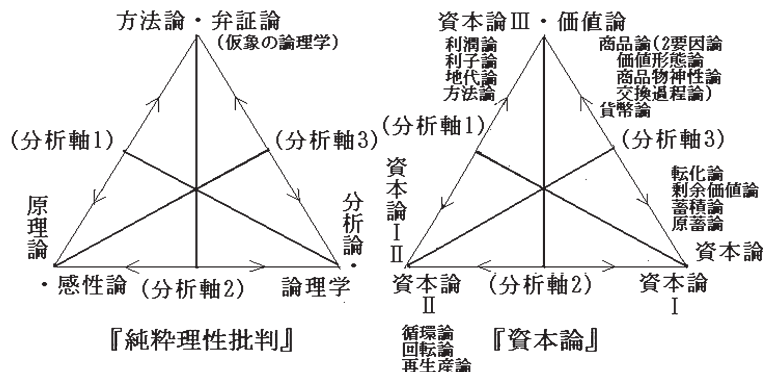 方法論・弁証論
(仮象の論理学)
(分析軸1)
(分析軸3)
原理論
・感性論
(分析軸2)
分析論・
論理学
『純粋理性批判』
資本論Ⅲ・価値論
利潤論
利子論
地代論
方法論
商品論(2要因論
価値形態論
商品物神性論
交換過程論)
貨幣論
(分析軸1)
(分析軸3)
資本論ⅠⅡ
転化論
剰余価値論
蓄積論
原蓄論
資本論
資本論
Ⅱ
(分析軸2)
資本論
Ⅰ
循環論
回転論
再生産論
『資本論』